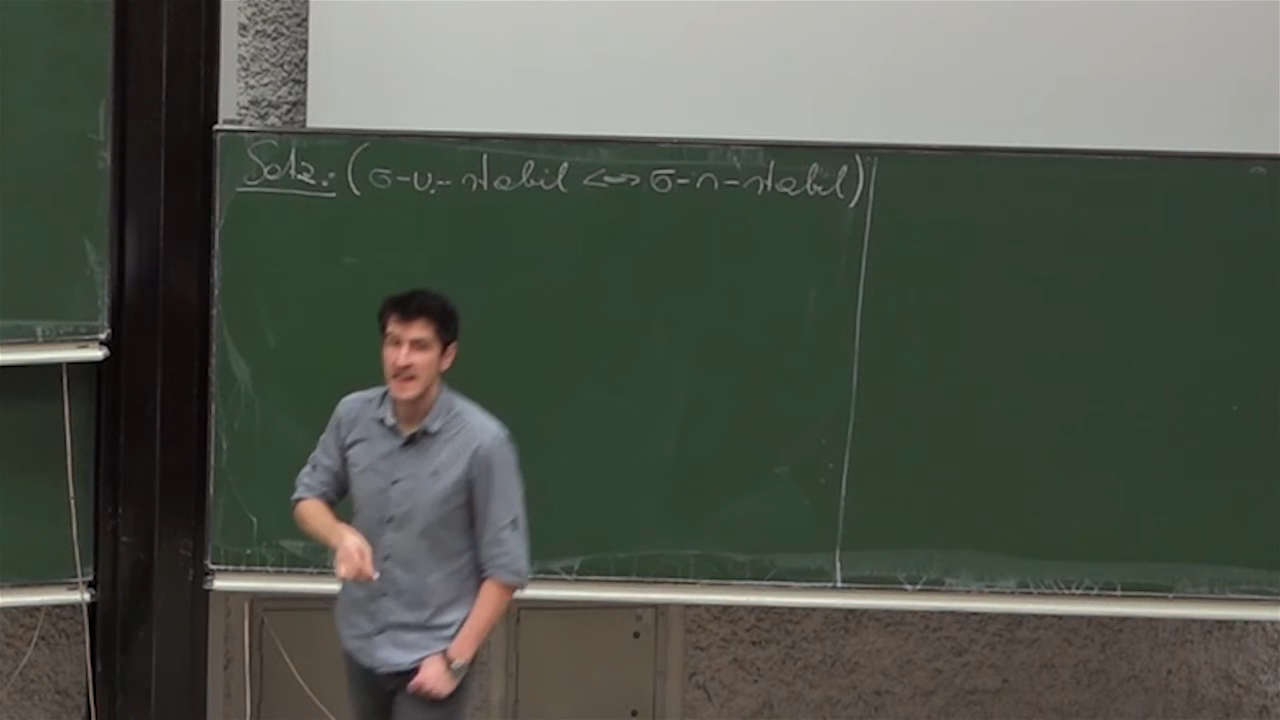 Satz: (σ-∪-stabil ⟺ σ-∩-stabil)